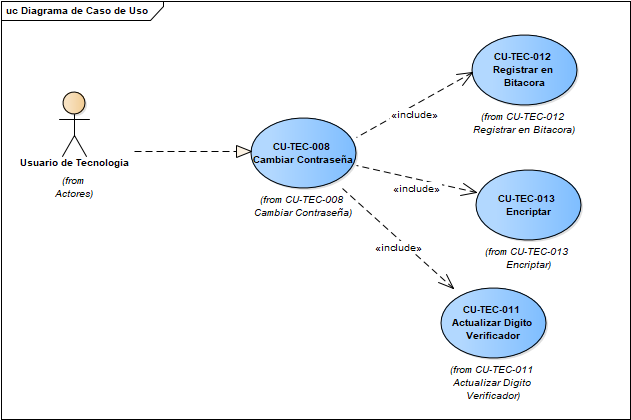 uc Diagrama de Caso de Uso
Usuario de Tecnologia
(from
Actores)
CU-TEC-008
Cambiar Contraseña
(from CU-TEC-008
Cambiar Contraseña)
«include»
CU-TEC-012
Registrar en
Bitacora
(from CU-TEC-012
Registrar en Bitacora)
«include»
CU-TEC-013
Encriptar
(from CU-TEC-013
Encriptar)
«include»
CU-TEC-011
Actualizar Digito
Verificador
(from CU-TEC-011
Actualizar Digito
Verificador)